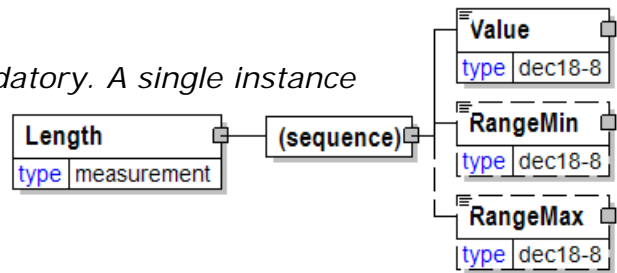 Value
type dec18-8
datory. A single instance
RangeMin
type dec18-8
Length
type measurement
(sequence)
RangeMax
type dec18-8